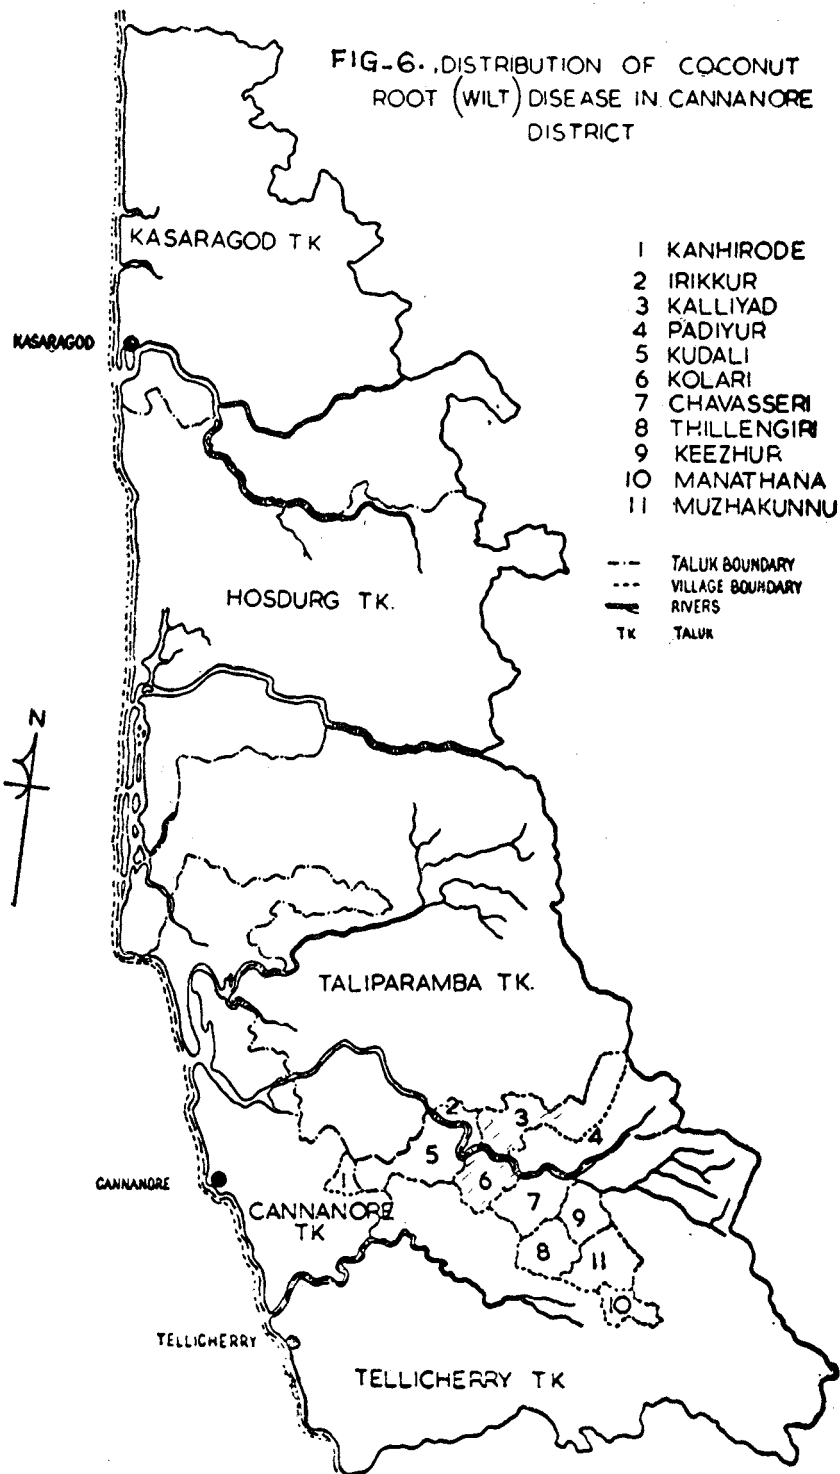 FIG-6. DISTRIBUTION OF COCONUT
ROOT (WILT) DISEASE IN CANNANORE
DISTRICT
KASARAGOD TK
1 KANHIRODE
2 IRIKKUR
3 KALLIYAD
4 PADIYUR
5 KUDALI
6 KOLARI
7 CHAVASSERI
8 THILLENGIRI
9 KEEZHUR
10 MANATHANA
11 MUZHAKUNNU
KASARAGOD
TALUK BOUNDARY
VILLAGE BOUNDARY
RIVERS
TK TALUK
HOSDURG TK.
N
TALIPARAMBA TK.
2
3
4
5
6
1
7
9
8
11
10
CANNANORE
CANNANORE
TK
TELLICHERRY
TELLICHERRY TK